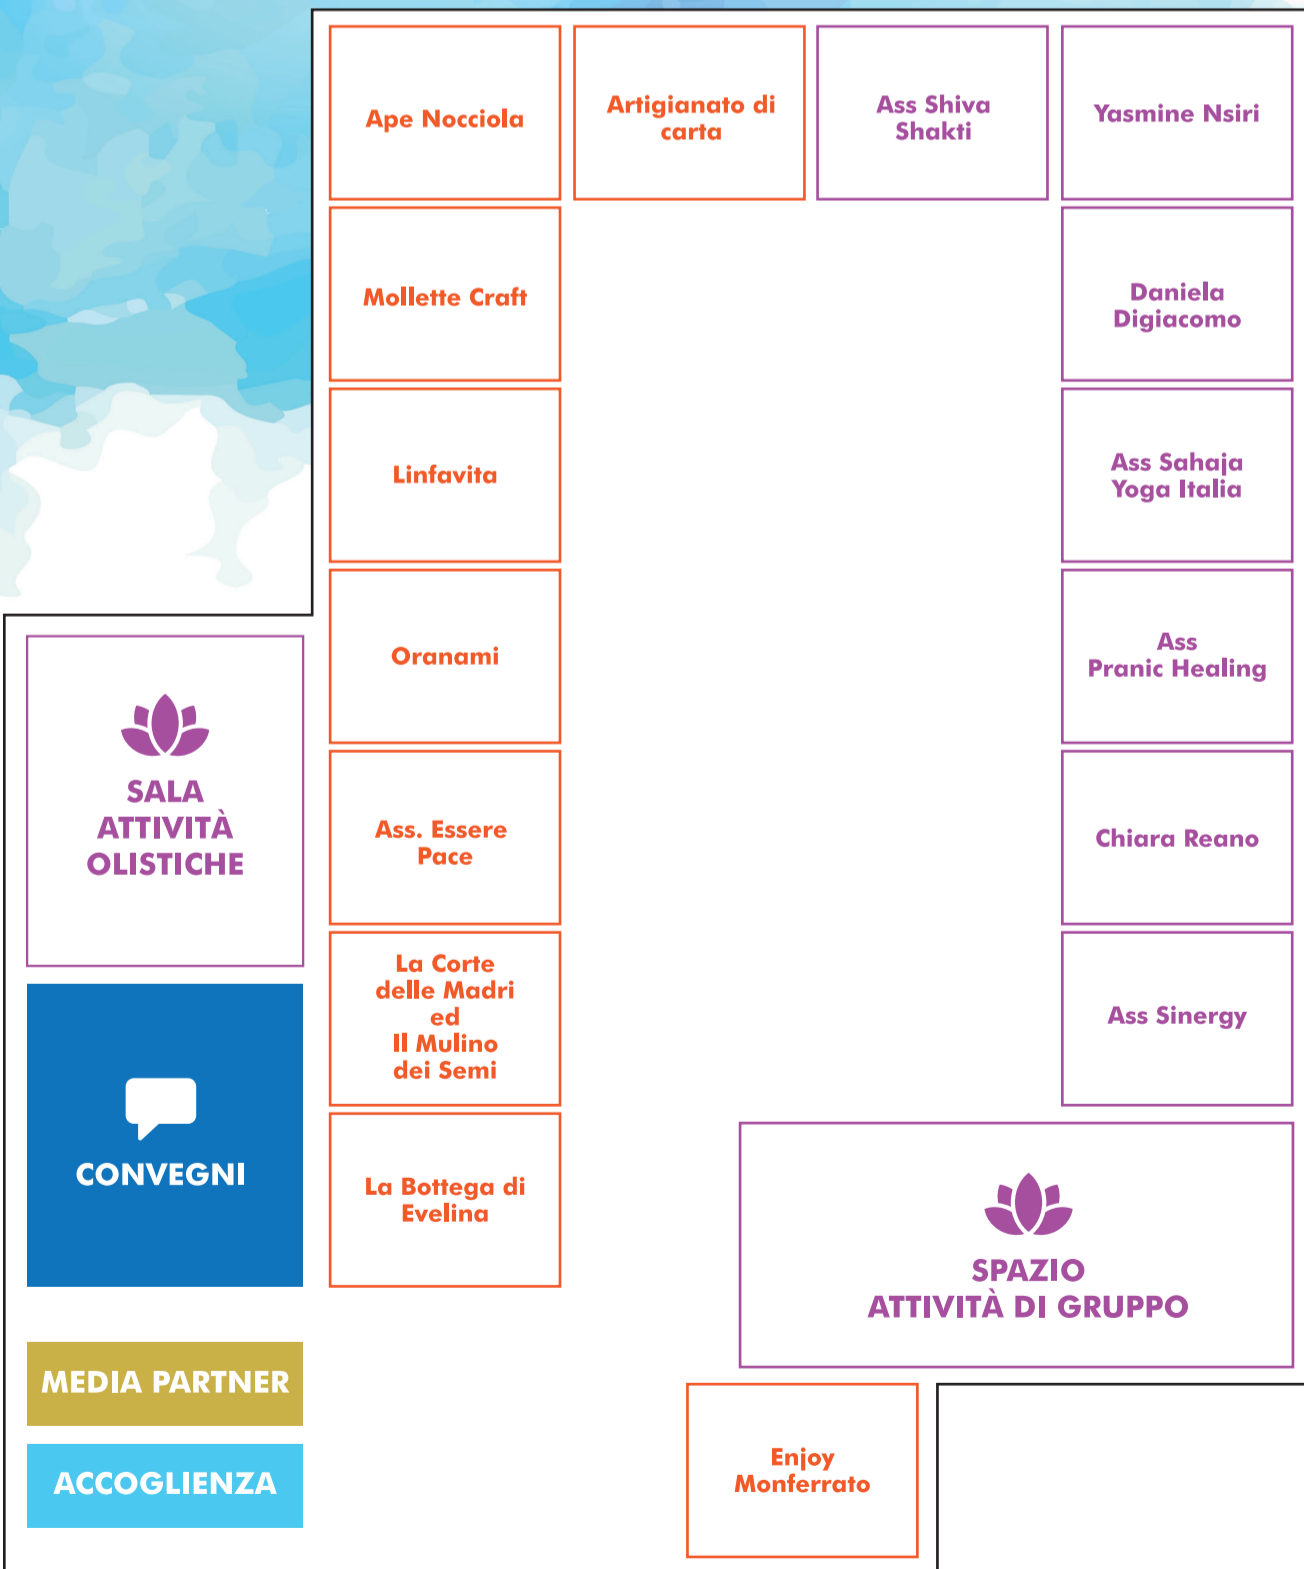 Ape Nocciola
Artigianato di
carta
Ass Shiva
Shakti
Yasmine Nsiri
Mollette Craft
Daniela
Digiacomo
Linfavita
Ass Sahaja
Yoga Italia
Oranami
Ass
Pranic Healing
SALA
ATTIVITÀ
OLISTICHE
Ass. Essere
Pace
Chiara Reano
La Corte
delle Madri
ed
Il Mulino
dei Semi
Ass Sinergy
CONVEGNI
La Bottega di
Evelina
SPAZIO
ATTIVITÀ DI GRUPPO
MEDIA PARTNER
ACCOGLIENZA
Enjoy
Monferrato